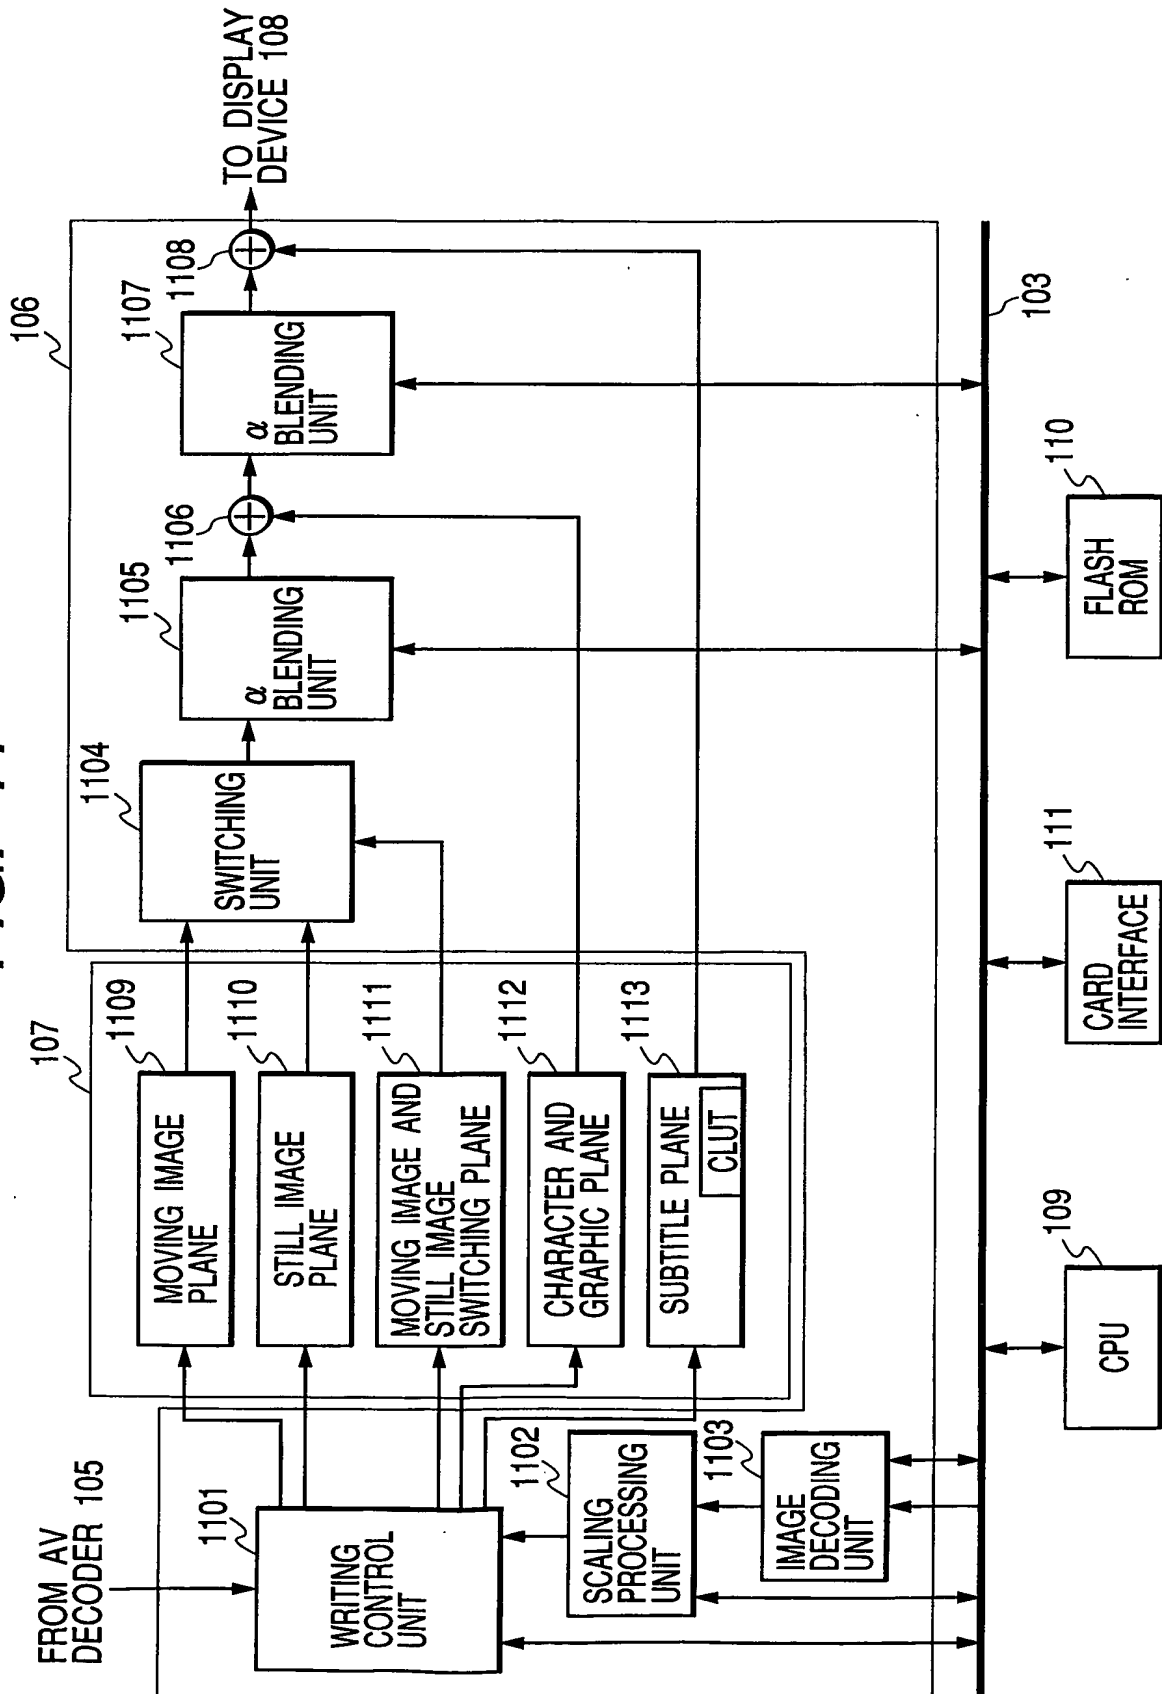 FROM AV
DECODER 105
1101
WRITING
CONTROL
UNIT
1102
SCALING
PROCESSING
UNIT
1103
IMAGE
DECODING
UNIT
107
1109
MOVING IMAGE
PLANE
1110
STILL IMAGE
PLANE
1111
MOVING IMAGE AND
STILL IMAGE
SWITCHING PLANE
1112
CHARACTER AND
GRAPHIC PLANE
1113
SUBTITLE PLANE
CLUT
106
1104
SWITCHING
UNIT
1105
α
BLENDING
UNIT
1106
1107
α
BLENDING
UNIT
1108
TO DISPLAY
DEVICE 108
103
109
CPU
111
CARD
INTERFACE
110
FLASH
ROM